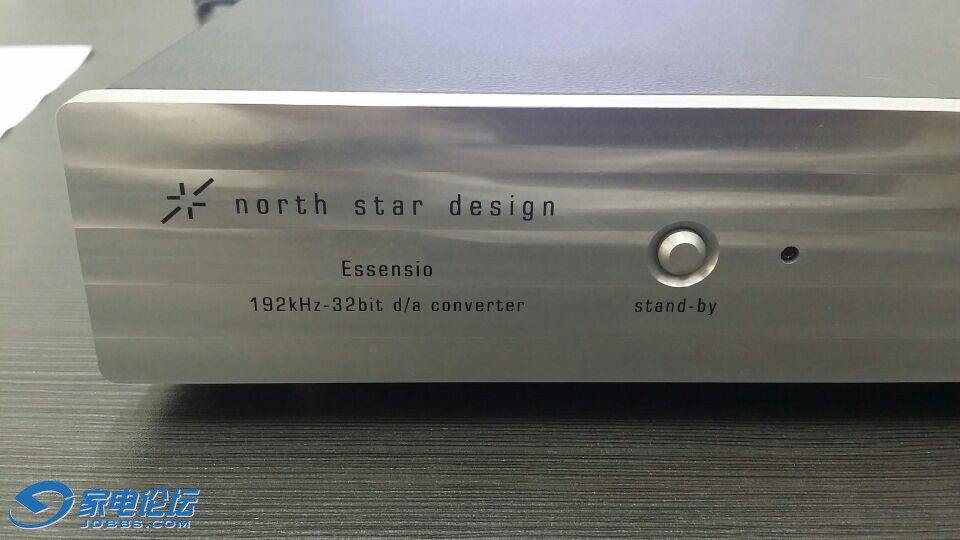 north star design
Essensio
192kHz-32bit d/a converter
stand-by
家电论坛
JDBBS.COM